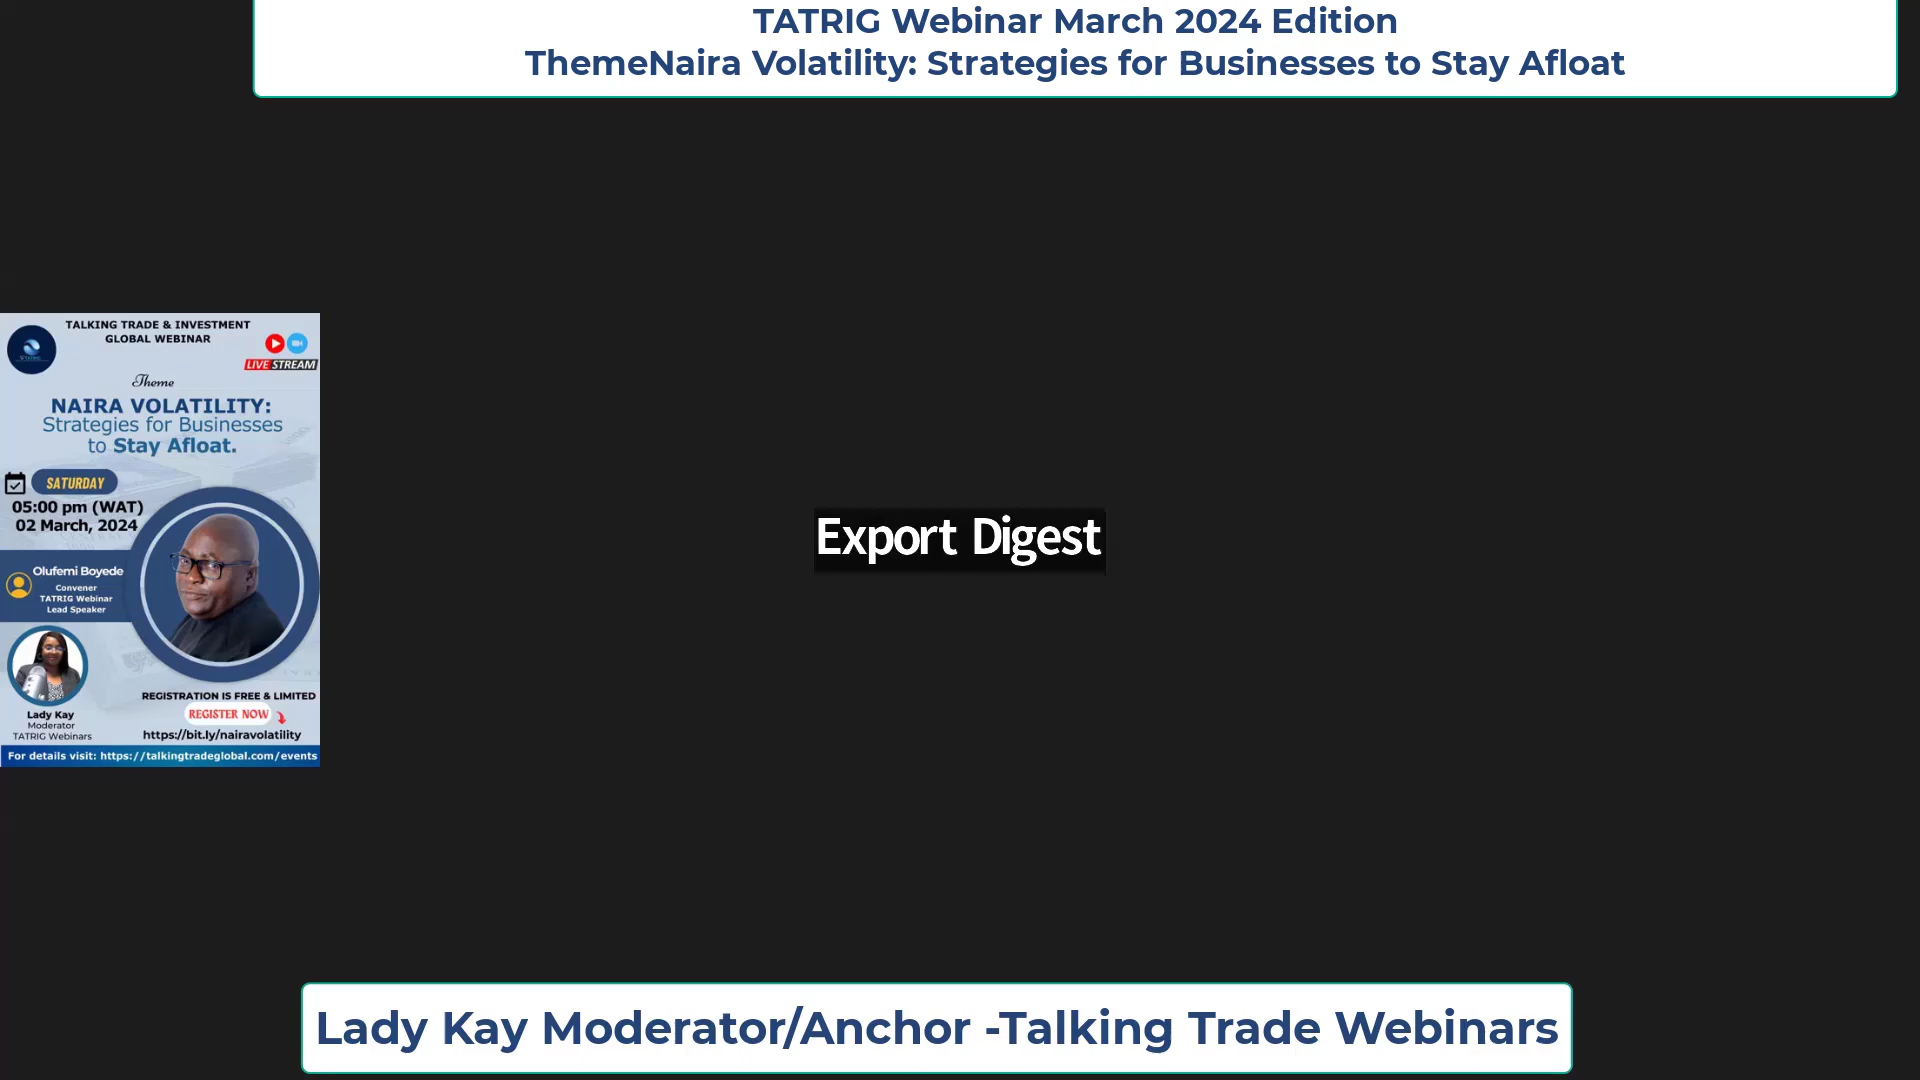 TATRIG Webinar March 2024 Edition
ThemeNaira Volatility: Strategies for Businesses to Stay Afloat
TALKING TRADE & INVESTMENT
GLOBAL WEBINAR
LIVE STREAM
Theme
NAIRA VOLATILITY:
Strategies for Businesses
to Stay Afloat.
SATURDAY
05:00 pm (WAT)
02 March, 2024
Olufemi Boyede
Convener
TATRIG Webinar
Lead Speaker
Lady Kay
Moderator
TATRIG Webinars
REGISTRATION IS FREE & LIMITED
REGISTER NOW
https://bit.ly/nairavolatility
For details visit: https://talkingtradeglobal.com/events
Export Digest
Lady Kay Moderator/Anchor -Talking Trade Webinars